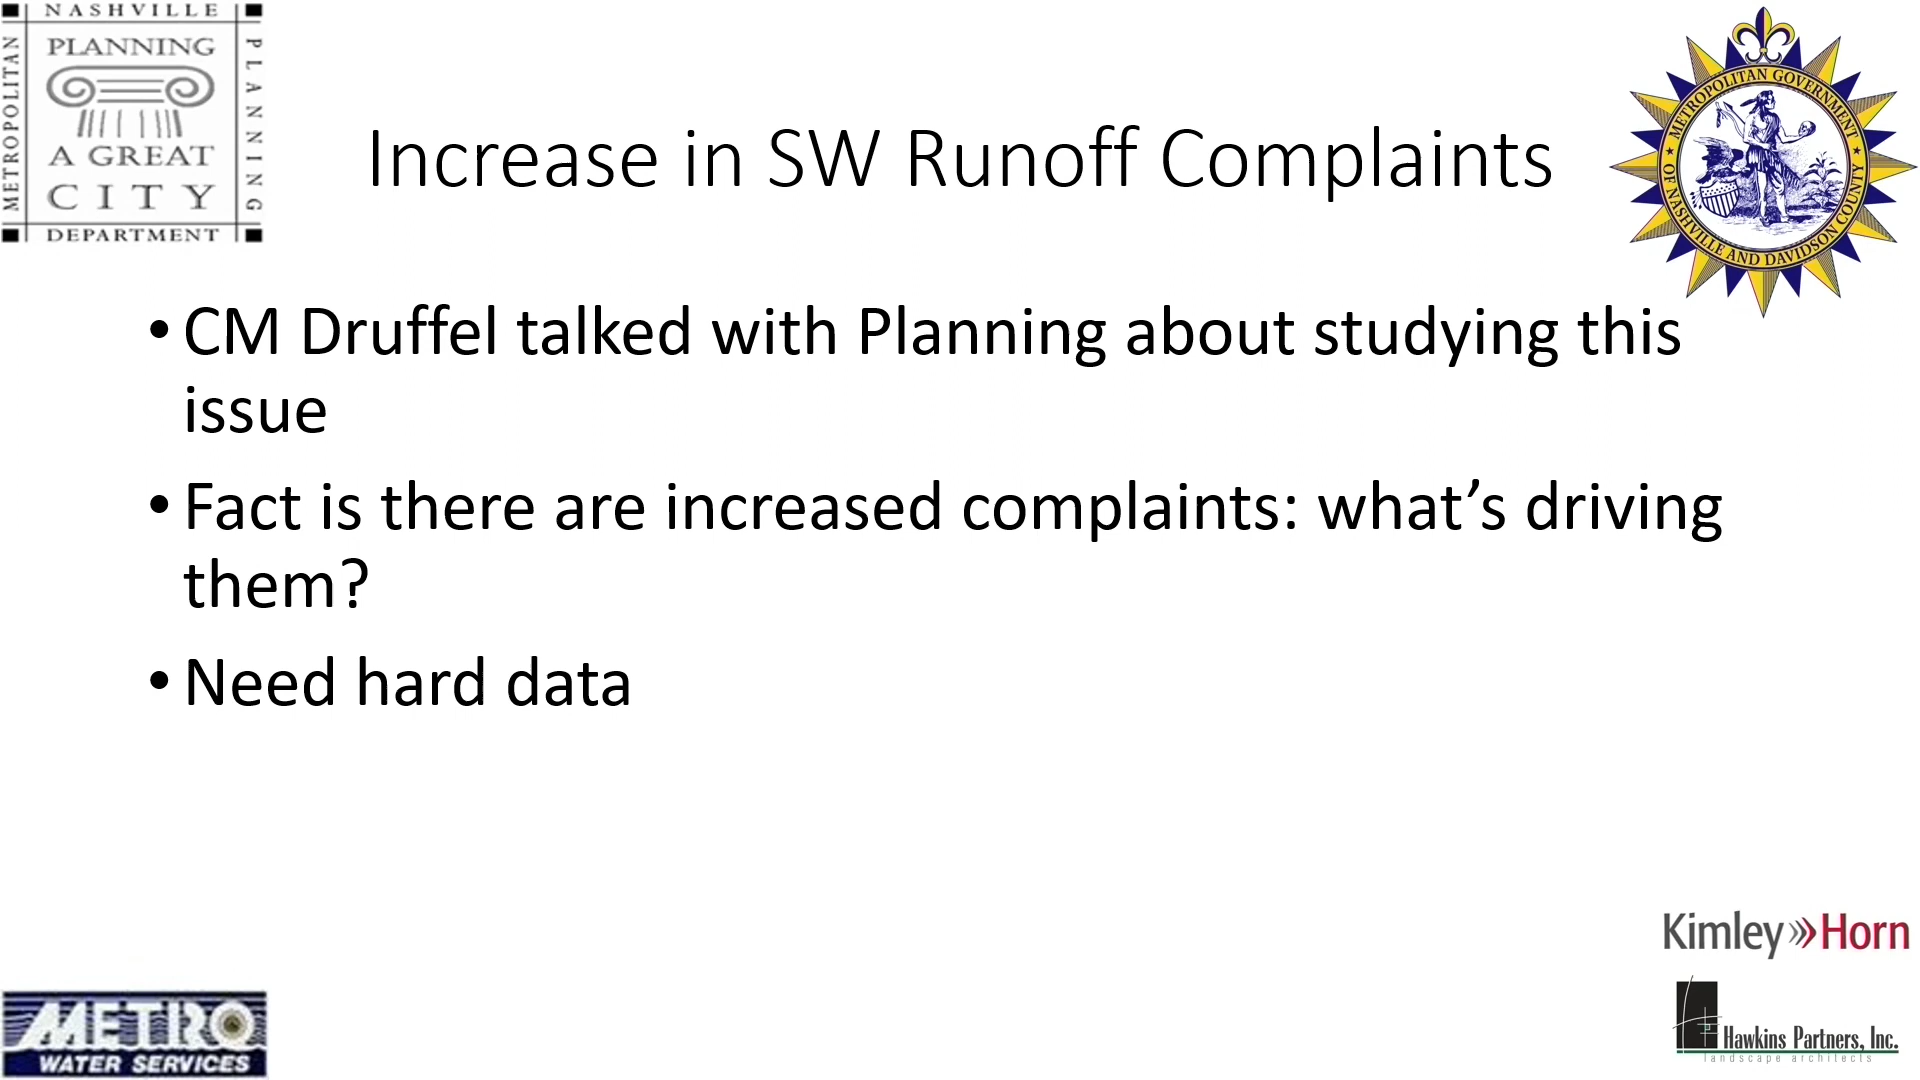 NASHVILLE
METROPOLITAN
PLANNING
PLANNING
A GREAT
CITY
DEPARTMENT
Increase in SW Runoff Complaints
METROPOLITAN GOVERNMENT
OF NASHVILLE AND DAVIDSON COUNTY
• CM Druffel talked with Planning about studying this
issue
• Fact is there are increased complaints: what’s driving
them?
• Need hard data
Kimley»Horn
METRO
WATER SERVICES
Hawkins Partners, Inc.
landscape architects